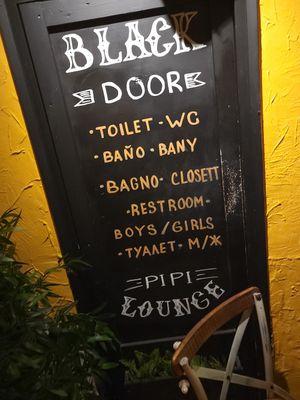 BLACK
DOOR
·TOILET-WC
·BAÑO·BANY
·BAGNO·CLOSETT
·RESTROOM-
BOYS/GIRLS
·ТУАЛЕТ-М/Ж
PIPI
LOUNGE